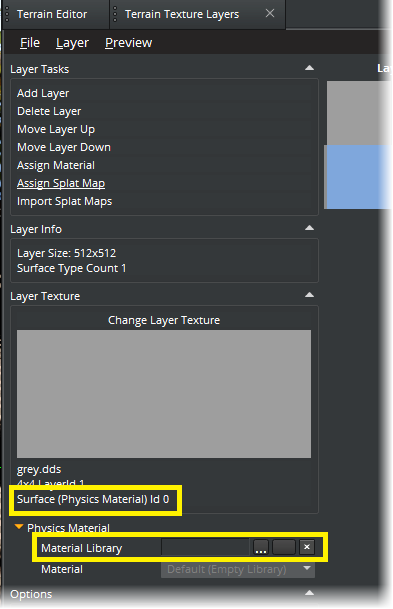 Terrain Editor
Terrain Texture Layers
File Layer Preview
Layer Tasks
La
Add Layer
Delete Layer
Move Layer Up
Move Layer Down
Assign Material
Assign Splat Map
Import Splat Maps
Layer Info
Layer Size: 512x512
Surface Type Count 1
Layer Texture
Change Layer Texture
grey.dds
4x4 LayerId 1
Surface (Physics Material) Id 0
Physics Material
Material Library ...
Material Default (Empty Library)
Options